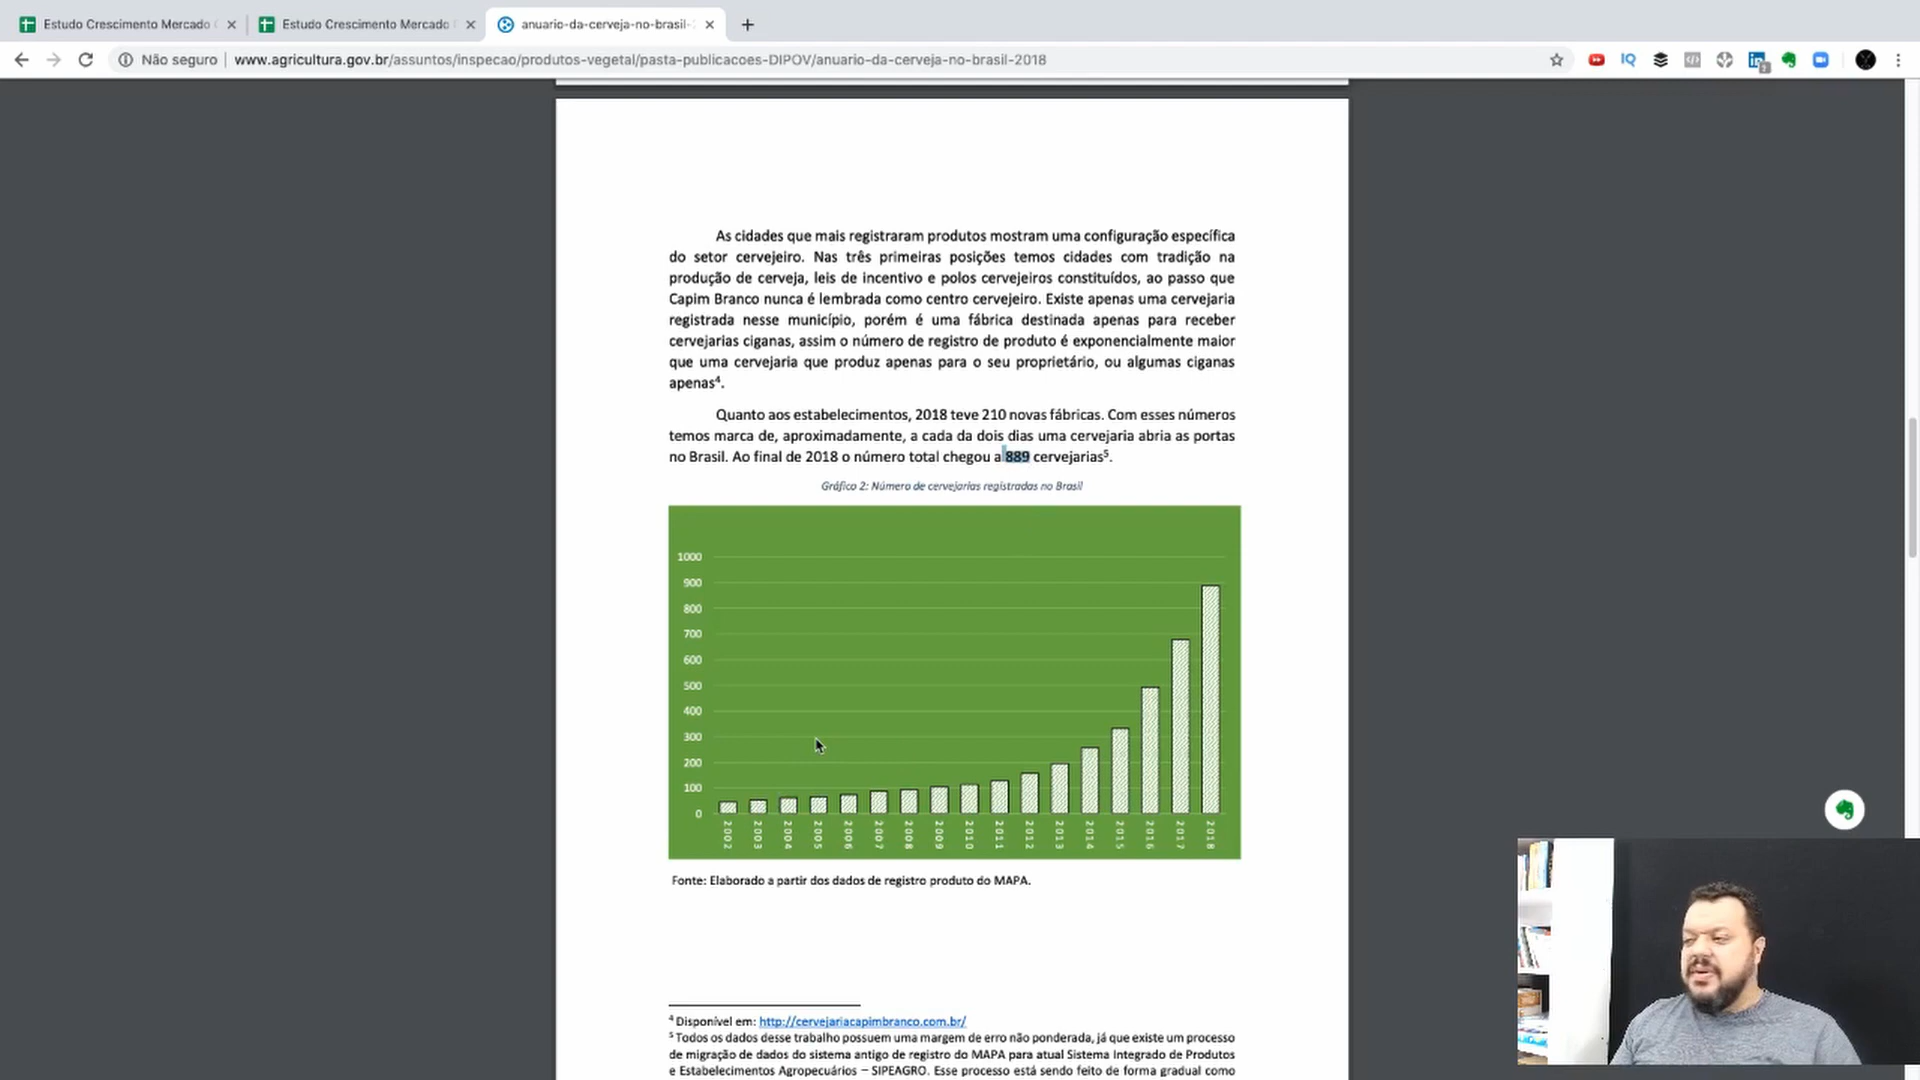 Estudo Crescimento Mercado
Estudo Crescimento Mercado
anuario-da-cerveja-no-brasil-
Não seguro
www.agricultura.gov.br/assuntos/inspecao/produtos-vegetal/pasta-publicacoes-DIPOV/anuario-da-cerveja-no-brasil-2018
IQ
in
As cidades que mais registraram produtos mostram uma configuração específica
do setor cervejeiro. Nas três primeiras posições temos cidades com tradição na
produção de cerveja, leis de incentivo e polos cervejeiros constituídos, ao passo que
Capim Branco nunca é lembrada como centro cervejeiro. Existe apenas uma cervejaria
registrada nesse município, porém é uma fábrica destinada apenas para receber
cervejarias ciganas, assim o número de registro de produto é exponencialmente maior
que uma cervejaria que produz apenas para o seu proprietário, ou algumas ciganas
apenas⁴.
Quanto aos estabelecimentos, 2018 teve 210 novas fábricas. Com esses números
temos marca de, aproximadamente, a cada da dois dias uma cervejaria abria as portas
no Brasil. Ao final de 2018 o número total chegou a 889 cervejarias⁵.
Gráfico 2: Número de cervejarias registradas no Brasil
1000
900
800
700
600
500
400
300
200
100
0
2002 2003 2004 2005 2006 2007 2008 2009 2010 2011 2012 2013 2014 2015 2016 2017 2018
Fonte: Elaborado a partir dos dados de registro produto do MAPA.
⁴ Disponível em: http://cervejariacapimbranco.com.br/
⁵ Todos os dados desse trabalho possuem uma margem de erro não ponderada, já que existe um processo
de migração de dados do sistema antigo de registro do MAPA para atual Sistema Integrado de Produtos
e Estabelecimentos Agropecuários – SIPEAGRO. Esse processo está sendo feito de forma gradual como